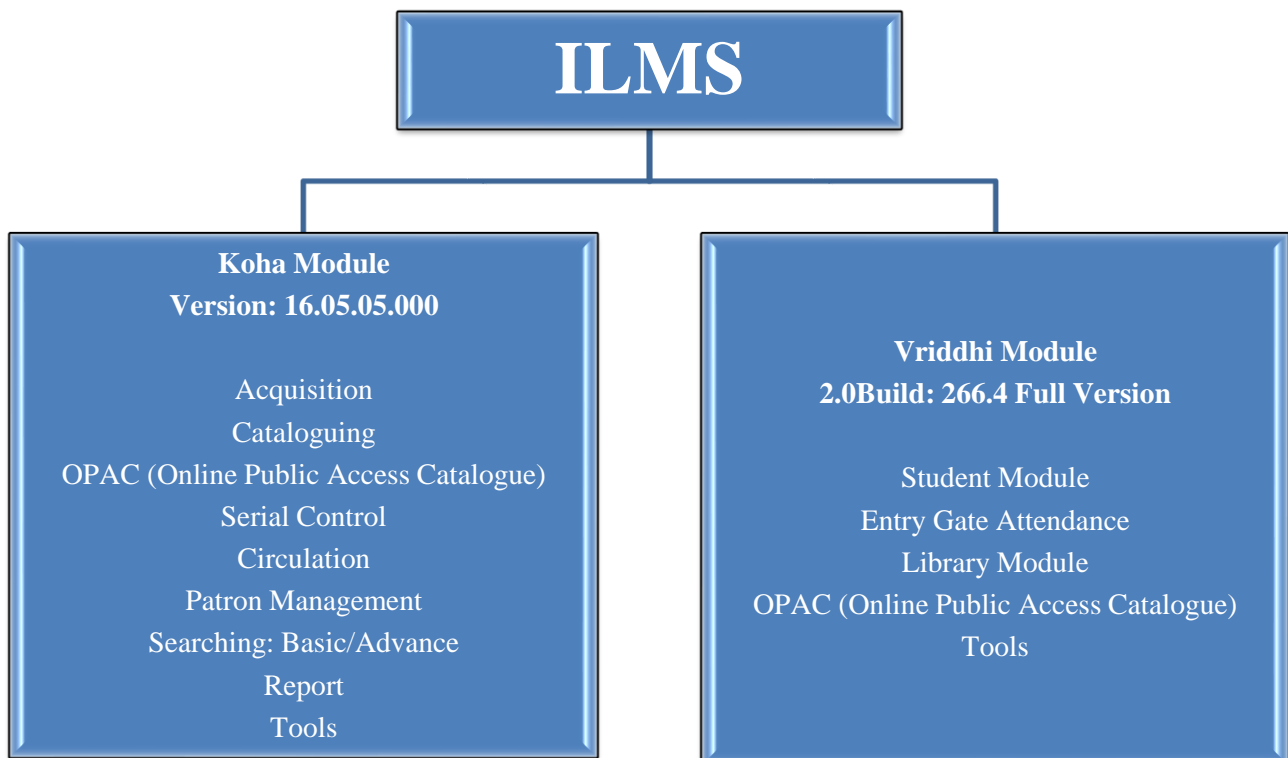 ILMS
Koha Module
Version: 16.05.05.000
Acquisition
Cataloguing
OPAC (Online Public Access Catalogue)
Serial Control
Circulation
Patron Management
Searching: Basic/Advance
Report
Tools
Vriddhi Module
2.0Build: 266.4 Full Version
Student Module
Entry Gate Attendance
Library Module
OPAC (Online Public Access Catalogue)
Tools